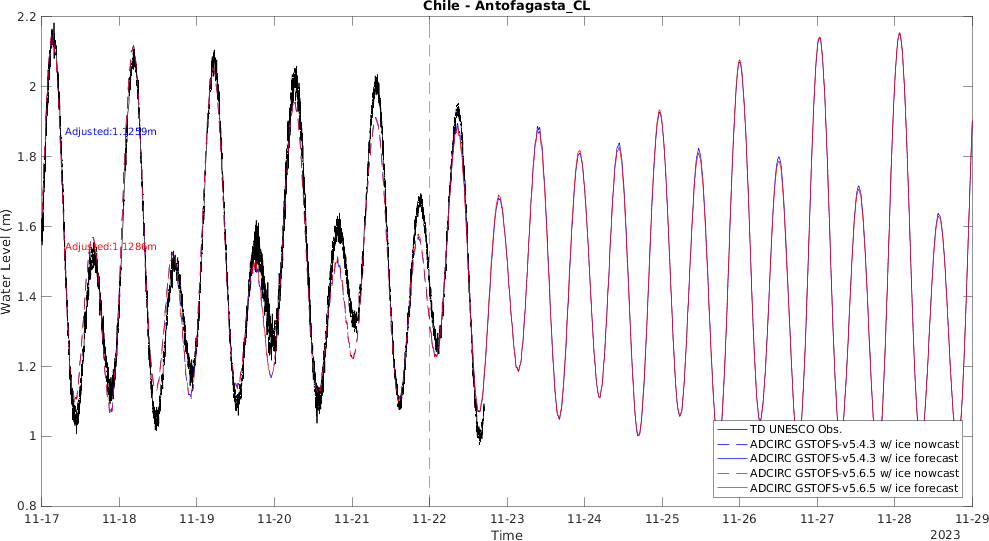 Chile - Antofagasta_CL
2.2
2
1.8
1.6
1.4
1.2
1
0.8
Water Level (m)
Adjusted:1.1259m
Adjusted:1.1286m
TD UNESCO Obs.
ADCIRC GSTOFS-v5.4.3 w/ ice nowcast
ADCIRC GSTOFS-v5.4.3 w/ ice forecast
ADCIRC GSTOFS-v5.6.5 w/ ice nowcast
ADCIRC GSTOFS-v5.6.5 w/ ice forecast
11-17 11-18 11-19 11-20 11-21 11-22 11-23 11-24 11-25 11-26 11-27 11-28 11-29
Time
2023